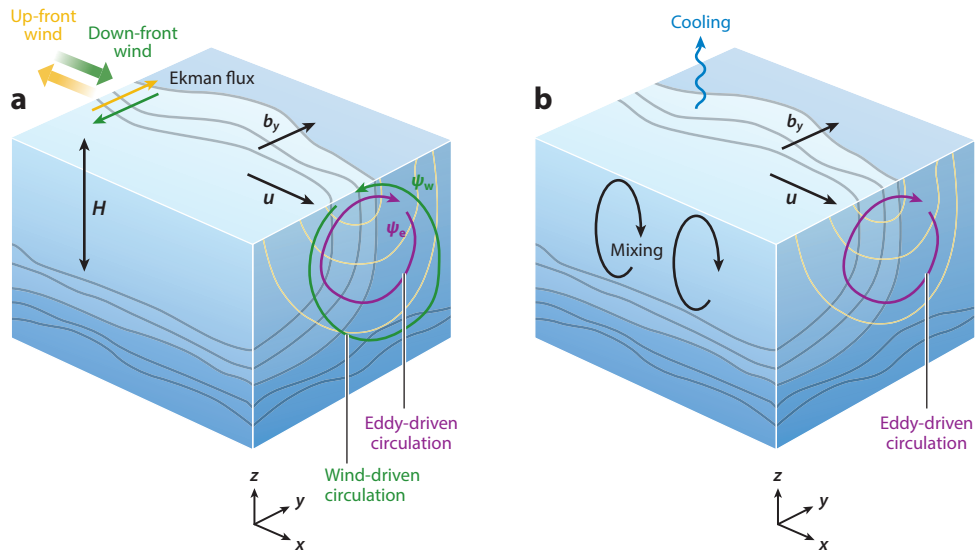 Up-front
wind
Down-front
wind
a
Ekman flux
b_y
u
H
ψ_w
ψ_e
Eddy-driven
circulation
Wind-driven
circulation
z
y
x
b
Cooling
b_y
u
Mixing
Eddy-driven
circulation
z
y
x